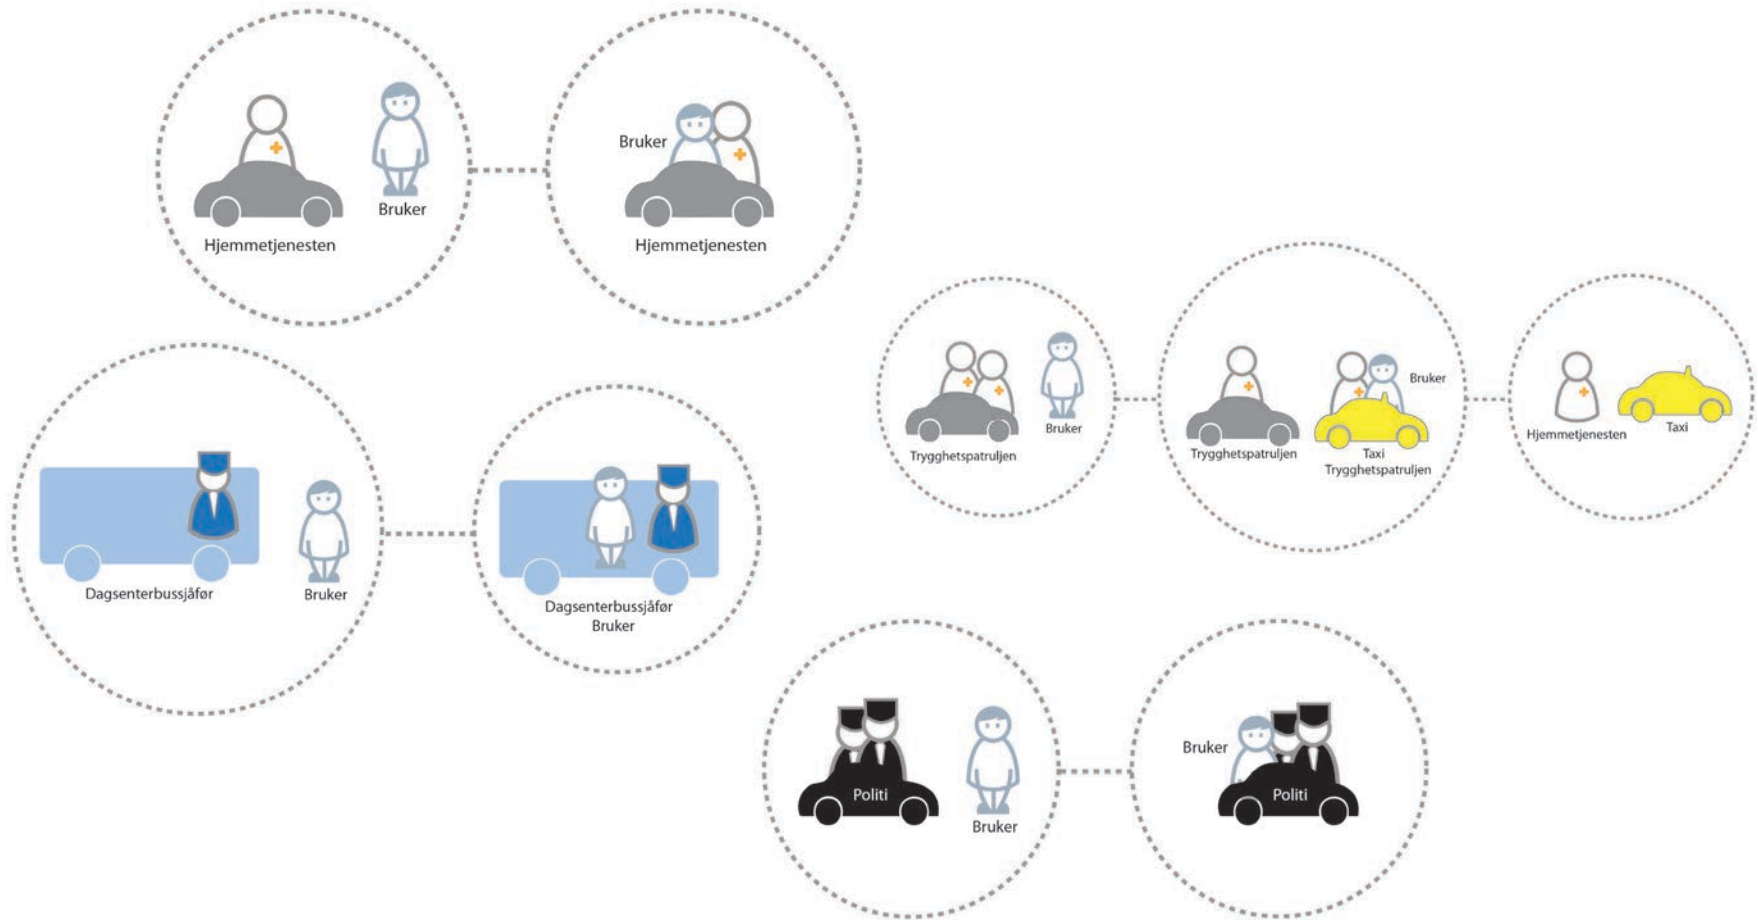 Bruker
Hjemmetjenesten
Bruker
Hjemmetjenesten
Dagsenterbussjåfør
Bruker
Dagsenterbussjåfør
Bruker
Trygghetspatruljen
Bruker
Trygghetspatruljen
Bruker
Taxi
Trygghetspatruljen
Hjemmetjenesten
Taxi
Politi
Bruker
Bruker
Politi